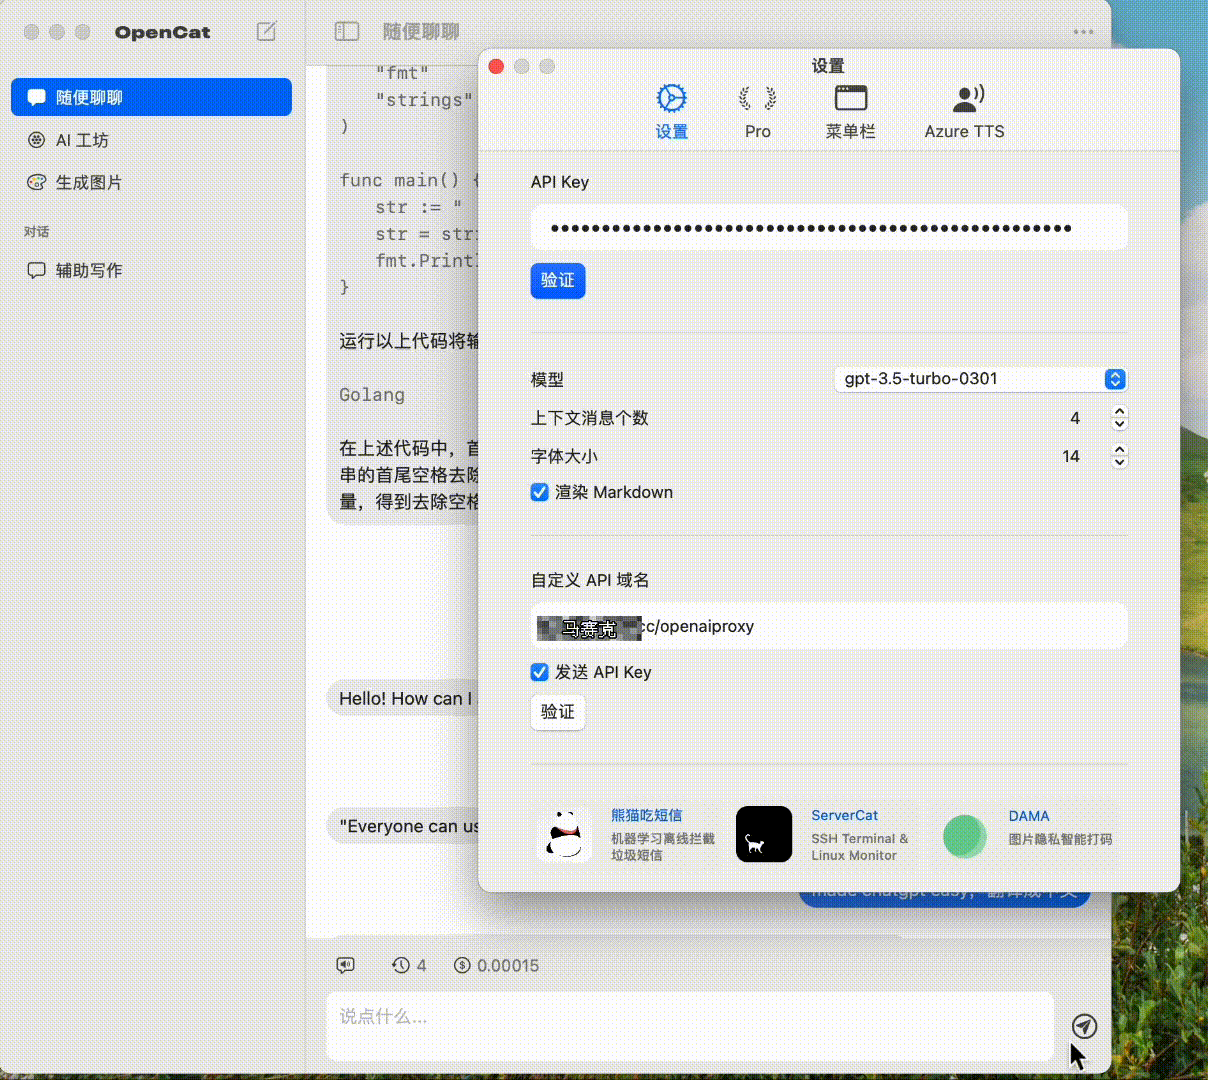 OpenCat
随便聊聊
AI 工坊
生成图片
对话
辅助写作
随便聊聊
"fmt"
"strings"
)
func main() {
str := "
str = stri
fmt.Printl
}
运行以上代码将输
Golang
在上述代码中，首
串的首尾空格去除
量，得到去除空格
Hello! How can I
"Everyone can us
made chatgpt easy，翻译成中文
4
0.00015
说点什么...
设置
设置
Pro
菜单栏
Azure TTS
API Key
验证
模型
gpt-3.5-turbo-0301
上下文消息个数
4
字体大小
14
渲染 Markdown
自定义 API 域名
马赛克 cc/openaiproxy
发送 API Key
验证
熊猫吃短信
机器学习离线拦截
垃圾短信
ServerCat
SSH Terminal &
Linux Monitor
DAMA
图片隐私智能打码